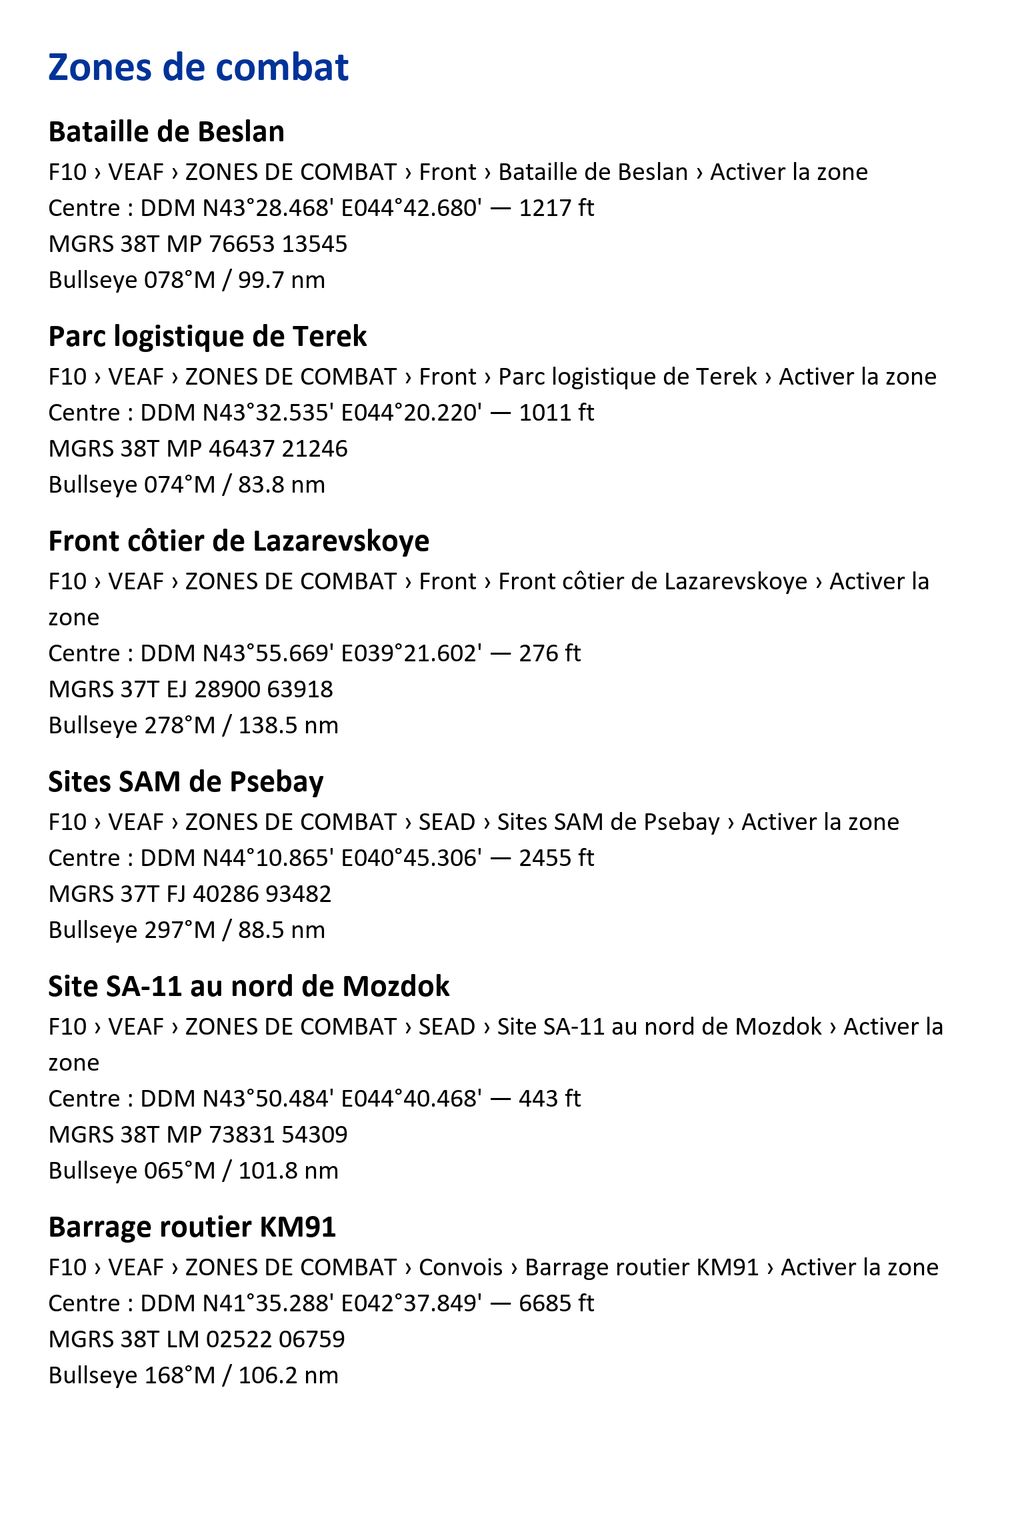 Zones de combat
Bataille de Beslan
F10 › VEAF › ZONES DE COMBAT › Front › Bataille de Beslan › Activer la zone
Centre : DDM N43°28.468' E044°42.680' — 1217 ft
MGRS 38T MP 76653 13545
Bullseye 078°M / 99.7 nm
Parc logistique de Terek
F10 › VEAF › ZONES DE COMBAT › Front › Parc logistique de Terek › Activer la zone
Centre : DDM N43°32.535' E044°20.220' — 1011 ft
MGRS 38T MP 46437 21246
Bullseye 074°M / 83.8 nm
Front côtier de Lazarevskoye
F10 › VEAF › ZONES DE COMBAT › Front › Front côtier de Lazarevskoye › Activer la
zone
Centre : DDM N43°55.669' E039°21.602' — 276 ft
MGRS 37T EJ 28900 63918
Bullseye 278°M / 138.5 nm
Sites SAM de Psebay
F10 › VEAF › ZONES DE COMBAT › SEAD › Sites SAM de Psebay › Activer la zone
Centre : DDM N44°10.865' E040°45.306' — 2455 ft
MGRS 37T FJ 40286 93482
Bullseye 297°M / 88.5 nm
Site SA-11 au nord de Mozdok
F10 › VEAF › ZONES DE COMBAT › SEAD › Site SA-11 au nord de Mozdok › Activer la
zone
Centre : DDM N43°50.484' E044°40.468' — 443 ft
MGRS 38T MP 73831 54309
Bullseye 065°M / 101.8 nm
Barrage routier KM91
F10 › VEAF › ZONES DE COMBAT › Convois › Barrage routier KM91 › Activer la zone
Centre : DDM N41°35.288' E042°37.849' — 6685 ft
MGRS 38T LM 02522 06759
Bullseye 168°M / 106.2 nm